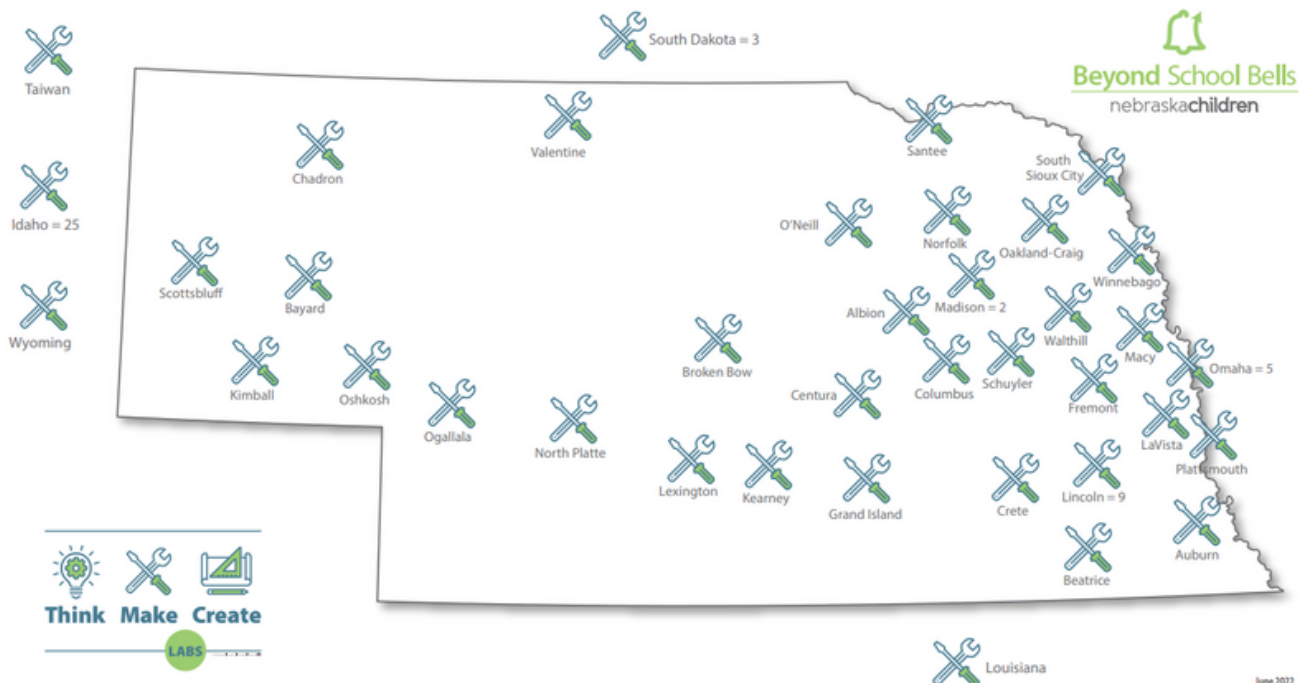 Taiwan
South Dakota = 3
Beyond School Bells
nebraskachildren
Chadron
Valentine
Santee
South
Sioux City
Idaho = 25
O'Neill
Norfolk
Oakland-Craig
Scottsbluff
Bayard
Winnebago
Albion
Madison = 2
Wyoming
Walthill
Macy
Omaha = 5
Kimball
Oshkosh
Broken Bow
Centura
Columbus
Schuyler
Fremont
Ogallala
North Platte
LaVista
Plattsmouth
Lexington
Kearney
Grand Island
Crete
Lincoln = 9
Auburn
Beatrice
Think Make Create
LABS
Louisiana
June 2022